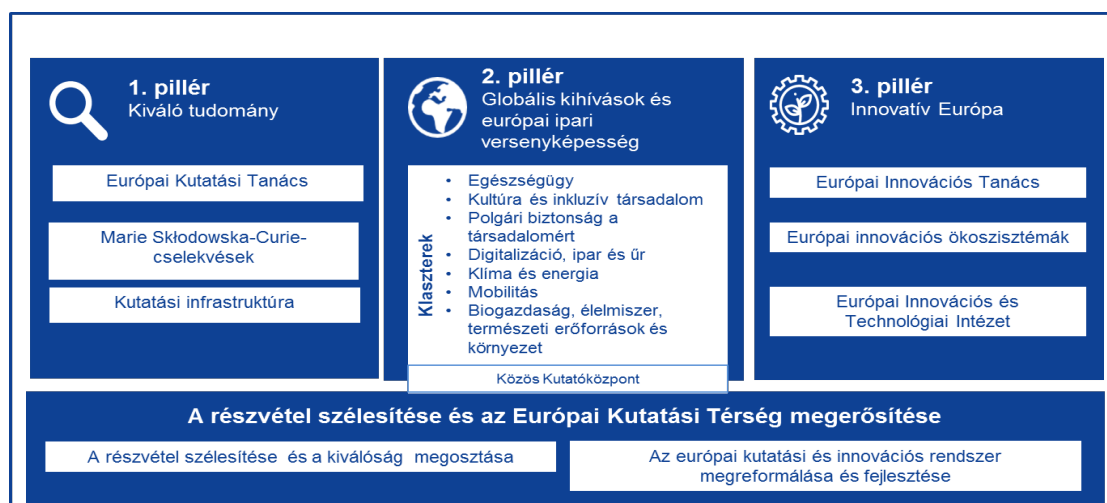 1. pillér
Kiváló tudomány
Európai Kutatási Tanács
Marie Skłodowska-Curie-
cselekvések
Kutatási infrastruktúra
2. pillér
Globális kihívások és
európai ipari
versenyképesség
Klaszterek
• Egészségügy
• Kultúra és inkluzív társadalom
• Polgári biztonság a
társadalomért
• Digitalizáció, ipar és űr
• Klíma és energia
• Mobilitás
• Biogazdaság, élelmiszer,
természeti erőforrások és
környezet
Közös Kutatóközpont
3. pillér
Innovatív Európa
Európai Innovációs Tanács
Európai innovációs ökoszisztémák
Európai Innovációs és
Technológiai Intézet
A részvétel szélesítése és az Európai Kutatási Térség megerősítése
A részvétel szélesítése és a kiválóság megosztása
Az európai kutatási és innovációs rendszer
megreformálása és fejlesztése